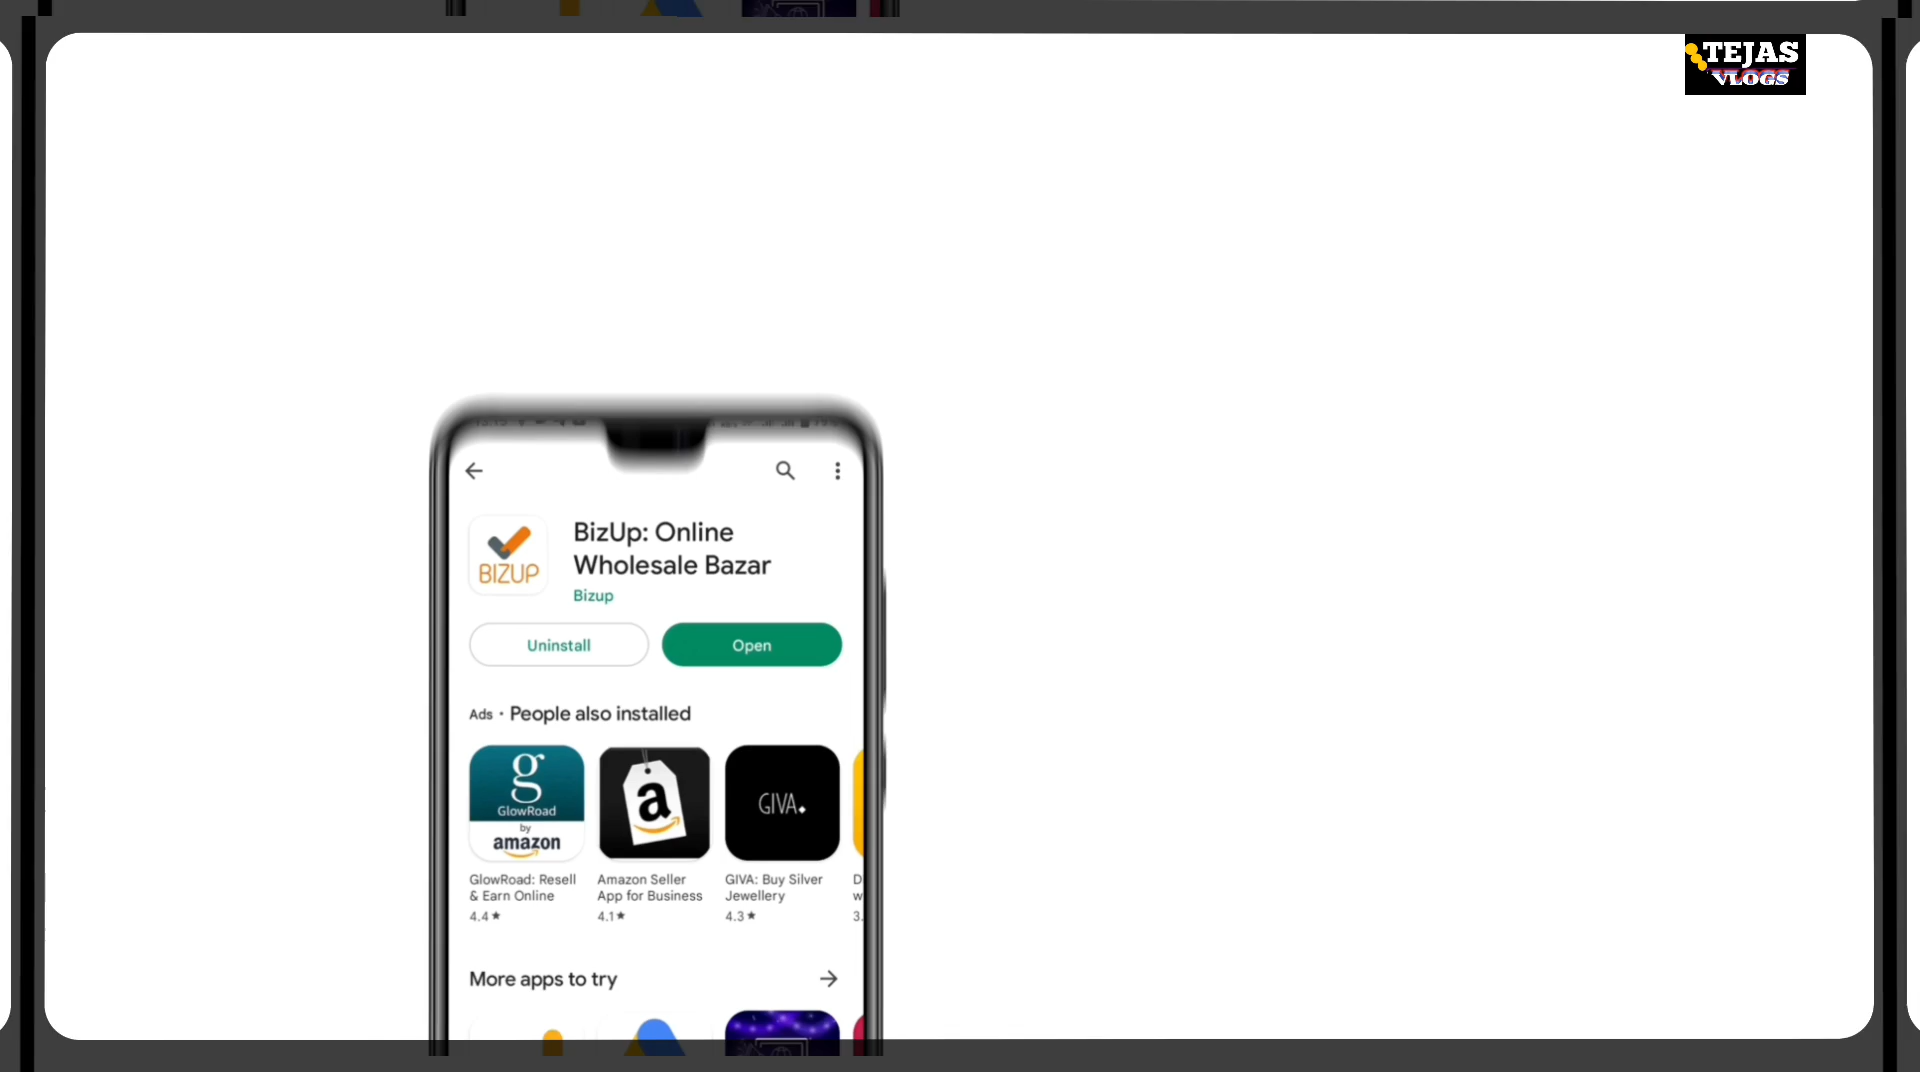 TEJAS
VLOGS
BizUp: Online
Wholesale Bazar
BIZUP
Bizup
Uninstall
Open
Ads • People also installed
g
GlowRoad
by
amazon
a
GIVA
GlowRoad: Resell
& Earn Online
4.4★
Amazon Seller
App for Business
4.1★
GIVA: Buy Silver
Jewellery
4.3★
D
w
3.
More apps to try